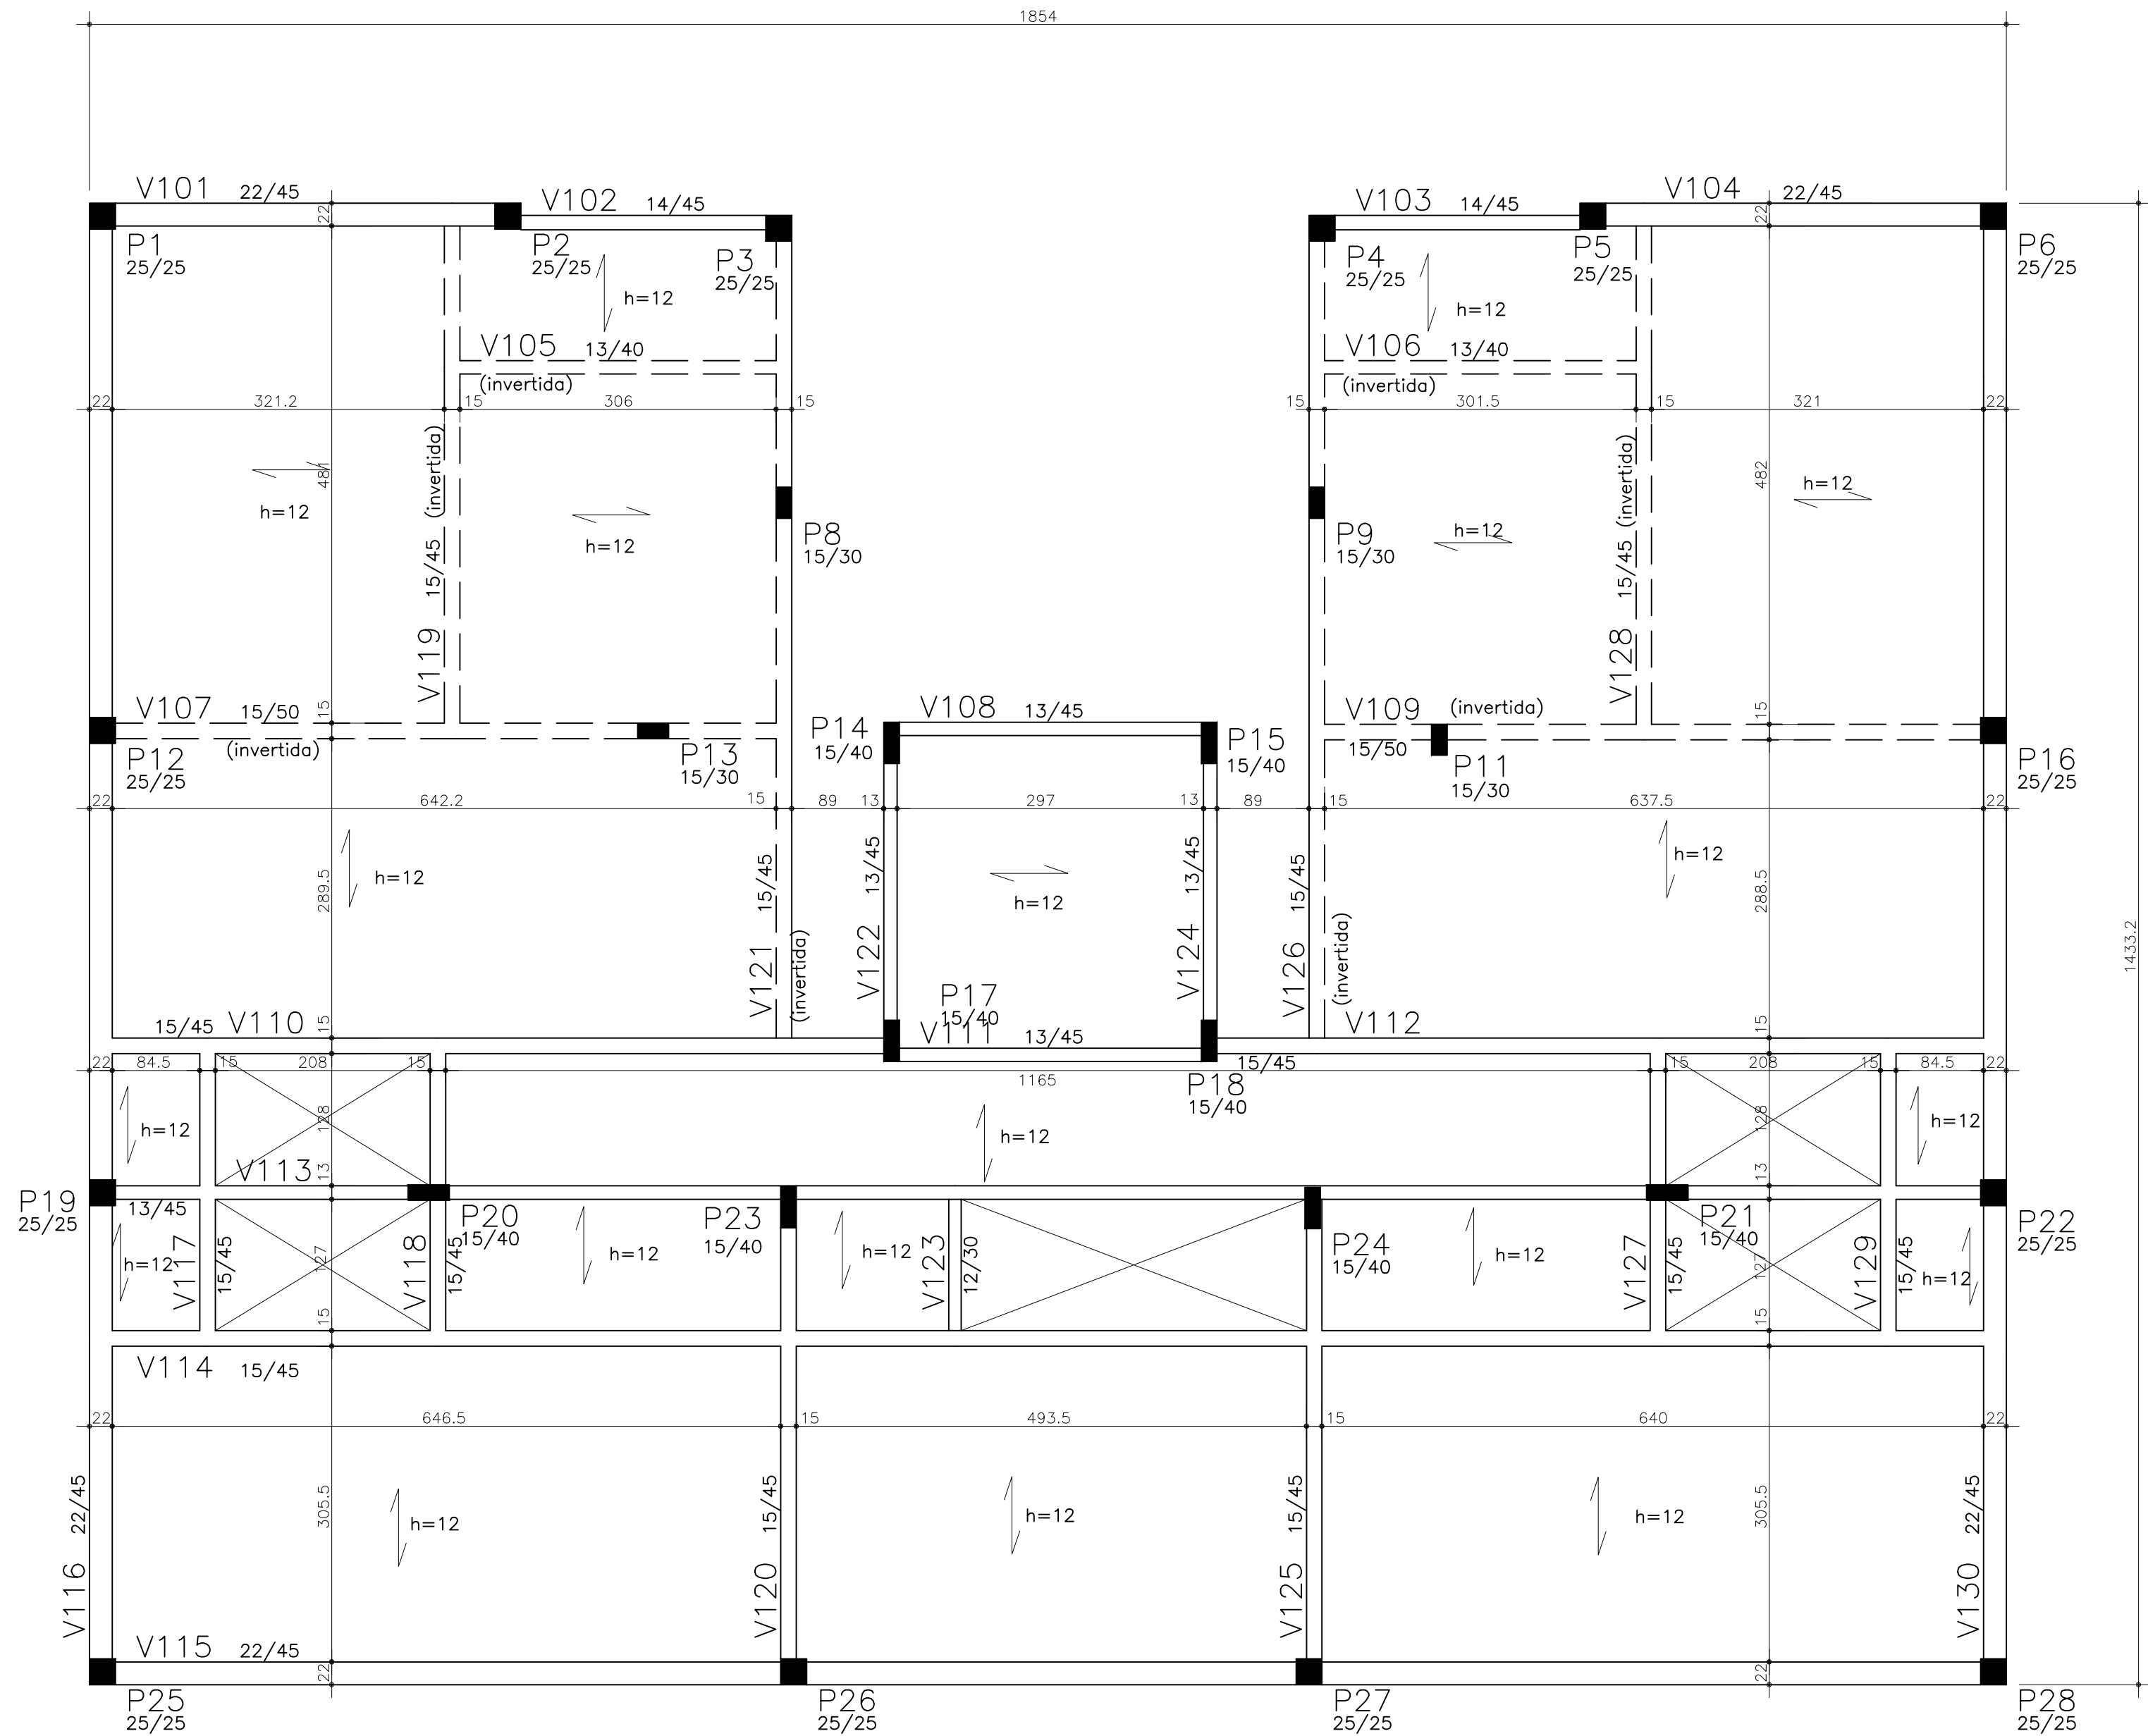 1854
V101 22/45
V102 14/45
V103 14/45
V104 22/45
22
22
P1
25/25
P2
25/25
P3
25/25
P4
25/25
P5
25/25
P6
25/25
h=12
h=12
V105 13/40
(invertida)
V106 13/40
(invertida)
22
321.2
15
306
15
15
301.5
15
321
22
481
h=12
V119 15/45 (invertida)
h=12
P8
15/30
P9
15/30
h=12
V128 15/45 (invertida)
482
h=12
V107 15/50
(invertida)
15
P12
25/25
P13
15/30
P14
15/40
V108 13/45
P15
15/40
V109 (invertida)
15/50
15
P11
15/30
P16
25/25
22
642.2
15
89
13
297
13
89
15
637.5
22
289.5
h=12
V121 15/45
(invertida)
V122 13/45
h=12
V124 13/45
V126 15/45
(invertida)
h=12
288.5
1433.2
15/45 V110
15
P17
15/40
V111 13/45
V112
15
15/45
P18
15/40
22
84.5
15
208
15
1165
15
208
15
84.5
22
h=12
128
h=12
128
h=12
V113
13
13
P19
25/25
13/45
P20
15/40
P23
15/40
P24
15/40
P21
15/40
P22
25/25
h=12
V117
15/45
127
V118
15/45
h=12
h=12
V123
12/30
h=12
V127
15/45
127
V129
15/45
h=12
15
15
V114 15/45
22
646.5
15
493.5
15
640
22
V116 22/45
305.5
h=12
V120 15/45
h=12
V125 15/45
h=12
305.5
V130 22/45
V115 22/45
22
22
P25
25/25
P26
25/25
P27
25/25
P28
25/25